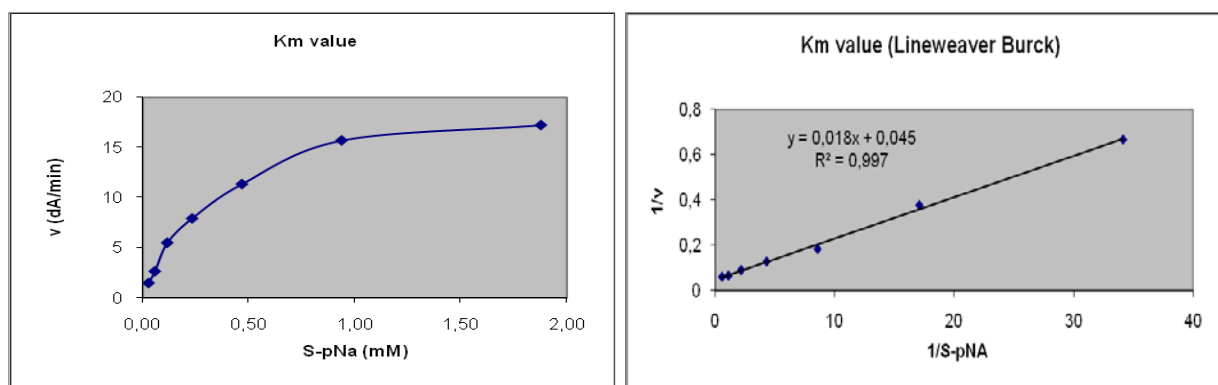 Km value
v (dA/min)
20
15
10
5
0
0,00 0,50 1,00 1,50 2,00
S-pNa (mM)
Km value (Lineweaver Burck)
1/v
0,8
0,6
0,4
0,2
0
y = 0,018x + 0,045
R² = 0,997
0 10 20 30 40
1/S-pNA